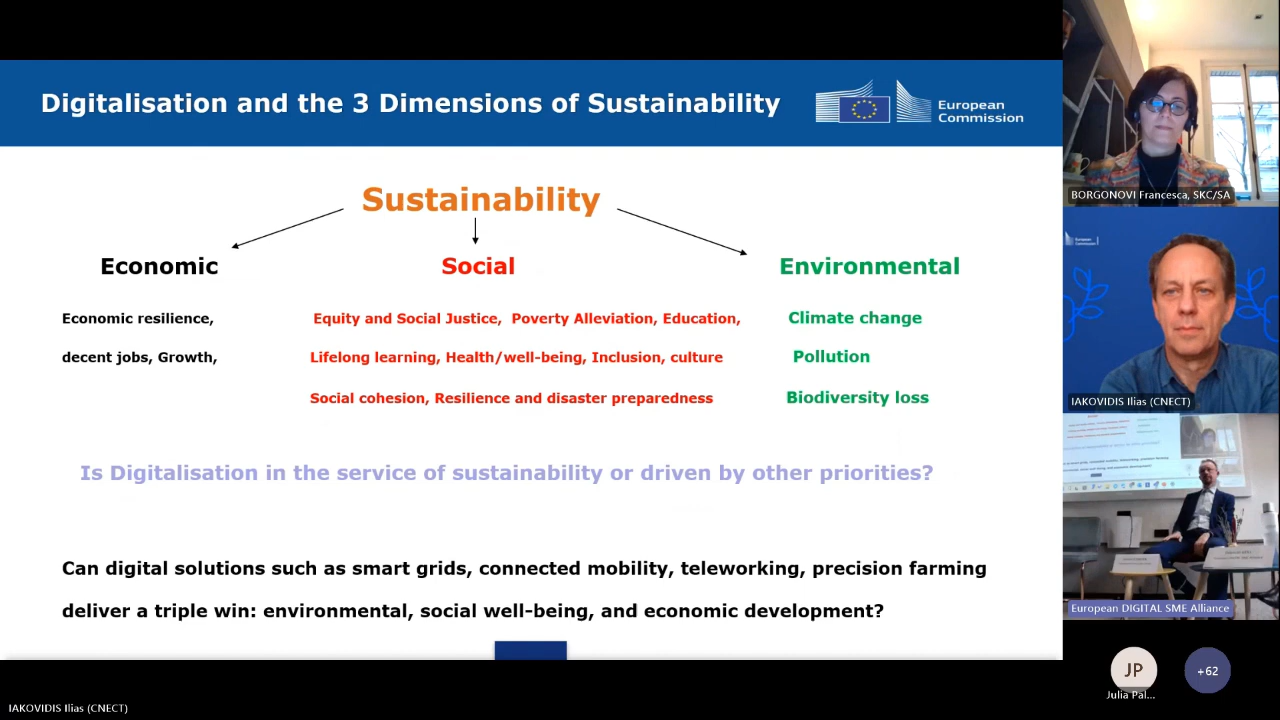 Digitalisation and the 3 Dimensions of Sustainability
European
Commission
Sustainability
Economic
Social
Environmental
Economic resilience,
Equity and Social Justice, Poverty Alleviation, Education,
Climate change
decent jobs, Growth,
Lifelong learning, Health/well-being, Inclusion, culture
Pollution
Social cohesion, Resilience and disaster preparedness
Biodiversity loss
Is Digitalisation in the service of sustainability or driven by other priorities?
Can digital solutions such as smart grids, connected mobility, teleworking, precision farming
deliver a triple win: environmental, social well-being, and economic development?
BORGONOVI Francesca, SKC/SA
IAKOVIDIS Ilias (CNECT)
European DIGITAL SME Alliance
JP
Julia Pal...
+62
IAKOVIDIS Ilias (CNECT)